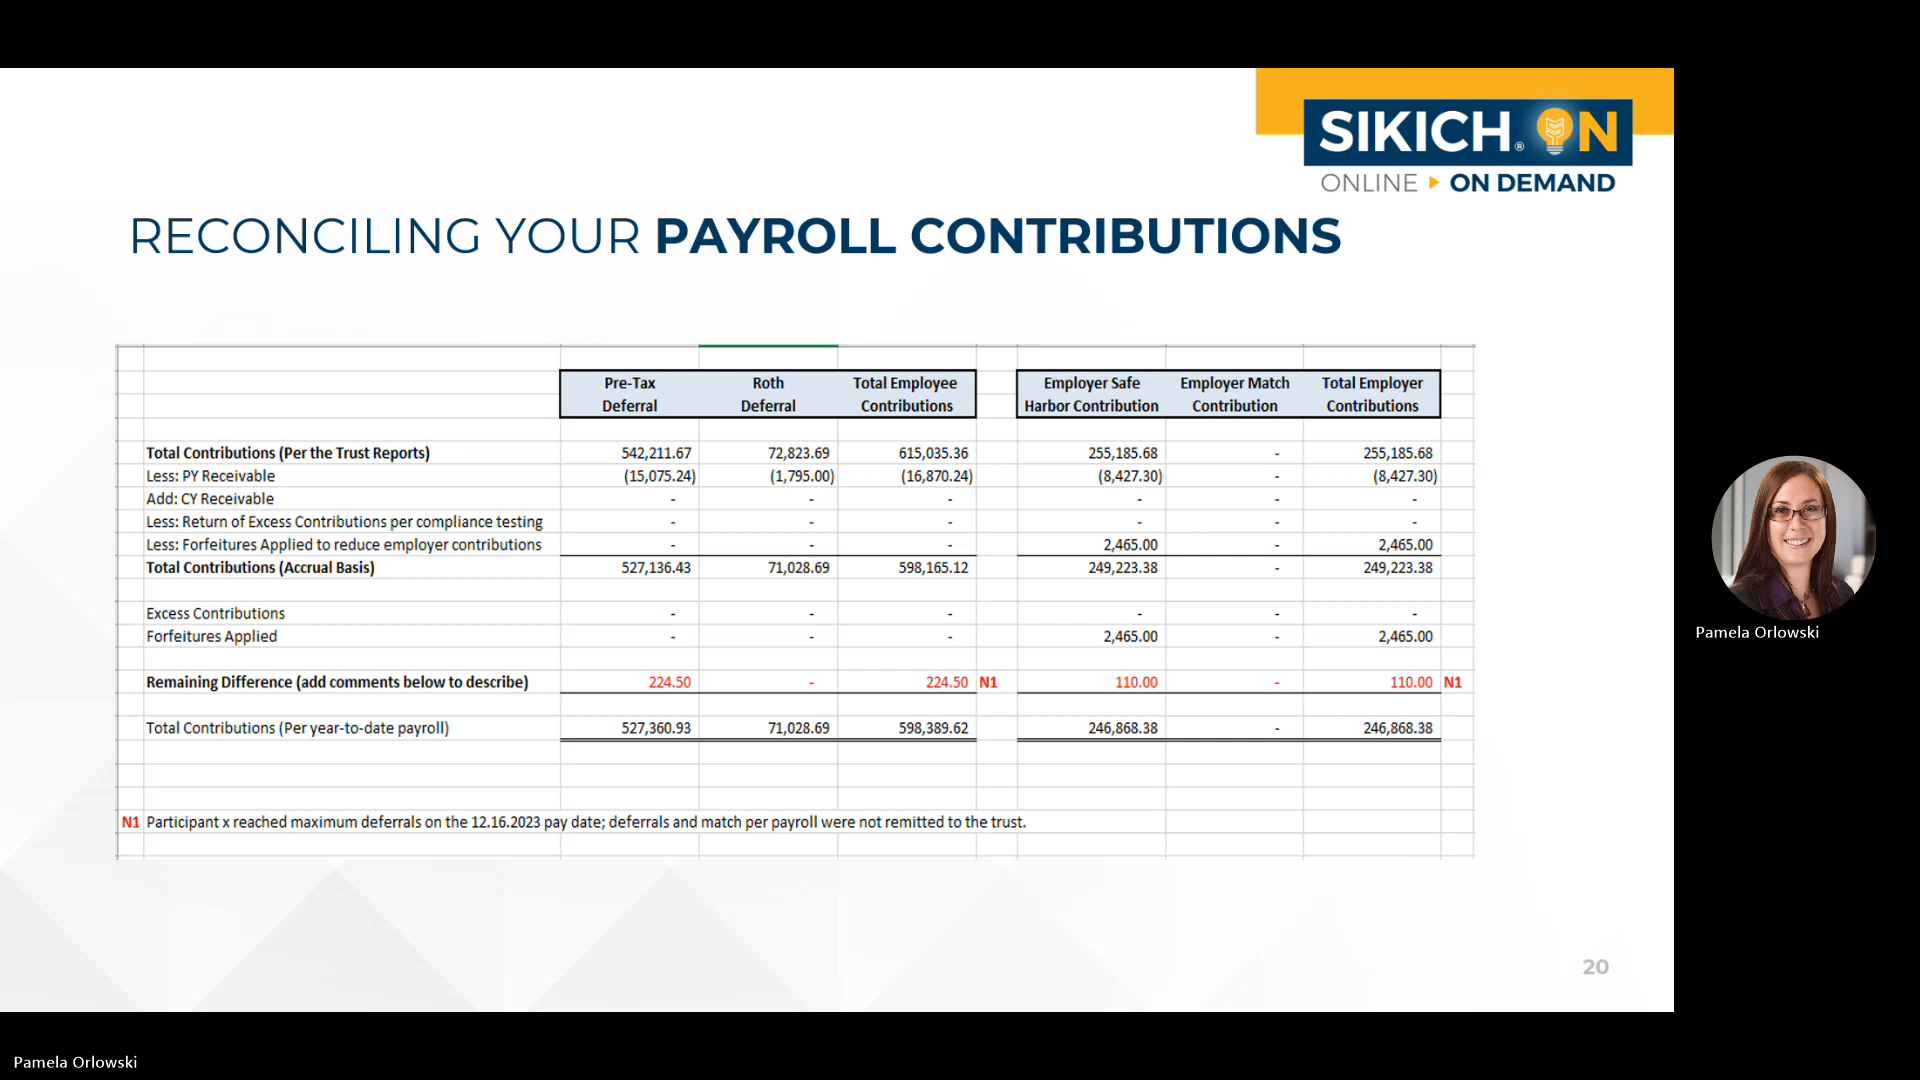 SIKICH® ON
ONLINE ON DEMAND
RECONCILING YOUR PAYROLL CONTRIBUTIONS
Pre-Tax Roth Total Employee Employer Safe Employer Match Total Employer
Deferral Deferral Contributions Harbor Contribution Contribution Contributions
Total Contributions (Per the Trust Reports) 542,211.67 72,823.69 615,035.36 255,185.68 - 255,185.68
Less: PY Receivable (15,075.24) (1,795.00) (16,870.24) (8,427.30) - (8,427.30)
Add: CY Receivable - - - - - -
Less: Return of Excess Contributions per compliance testing - - - - - -
Less: Forfeitures Applied to reduce employer contributions - - - 2,465.00 - 2,465.00
Total Contributions (Accrual Basis) 527,136.43 71,028.69 598,165.12 249,223.38 - 249,223.38
Excess Contributions - - - - - -
Forfeitures Applied - - - 2,465.00 - 2,465.00
Remaining Difference (add comments below to describe) 224.50 - 224.50 N1 110.00 - 110.00 N1
Total Contributions (Per year-to-date payroll) 527,360.93 71,028.69 598,389.62 246,868.38 - 246,868.38
N1 Participant x reached maximum deferrals on the 12.16.2023 pay date; deferrals and match per payroll were not remitted to the trust.
20
Pamela Orlowski
Pamela Orlowski